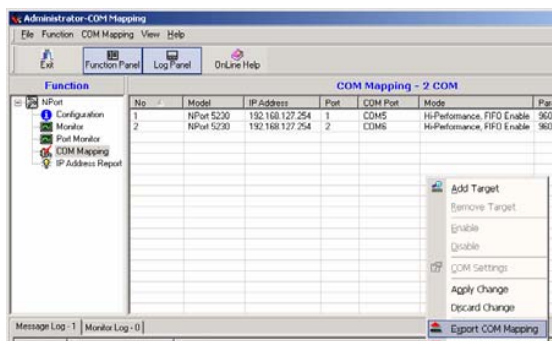 Administrator-COM Mapping
File Function COM Mapping View Help
Exit Function Panel Log Panel OnLine Help
Function
COM Mapping - 2 COM
NPort
Configuration
Monitor
Port Monitor
COM Mapping
IP Address Report
No Model IP Address Port COM Port Mode Par
1 NPort 5230 192.168.127.254 1 COM5 Hi-Performance, FIFO Enable 960
2 NPort 5230 192.168.127.254 2 COM6 Hi-Performance, FIFO Enable 960
Add Target
Remove Target
Enable
Disable
COM Settings
Apply Change
Discard Change
Export COM Mapping
Message Log - 1 Monitor Log - 0